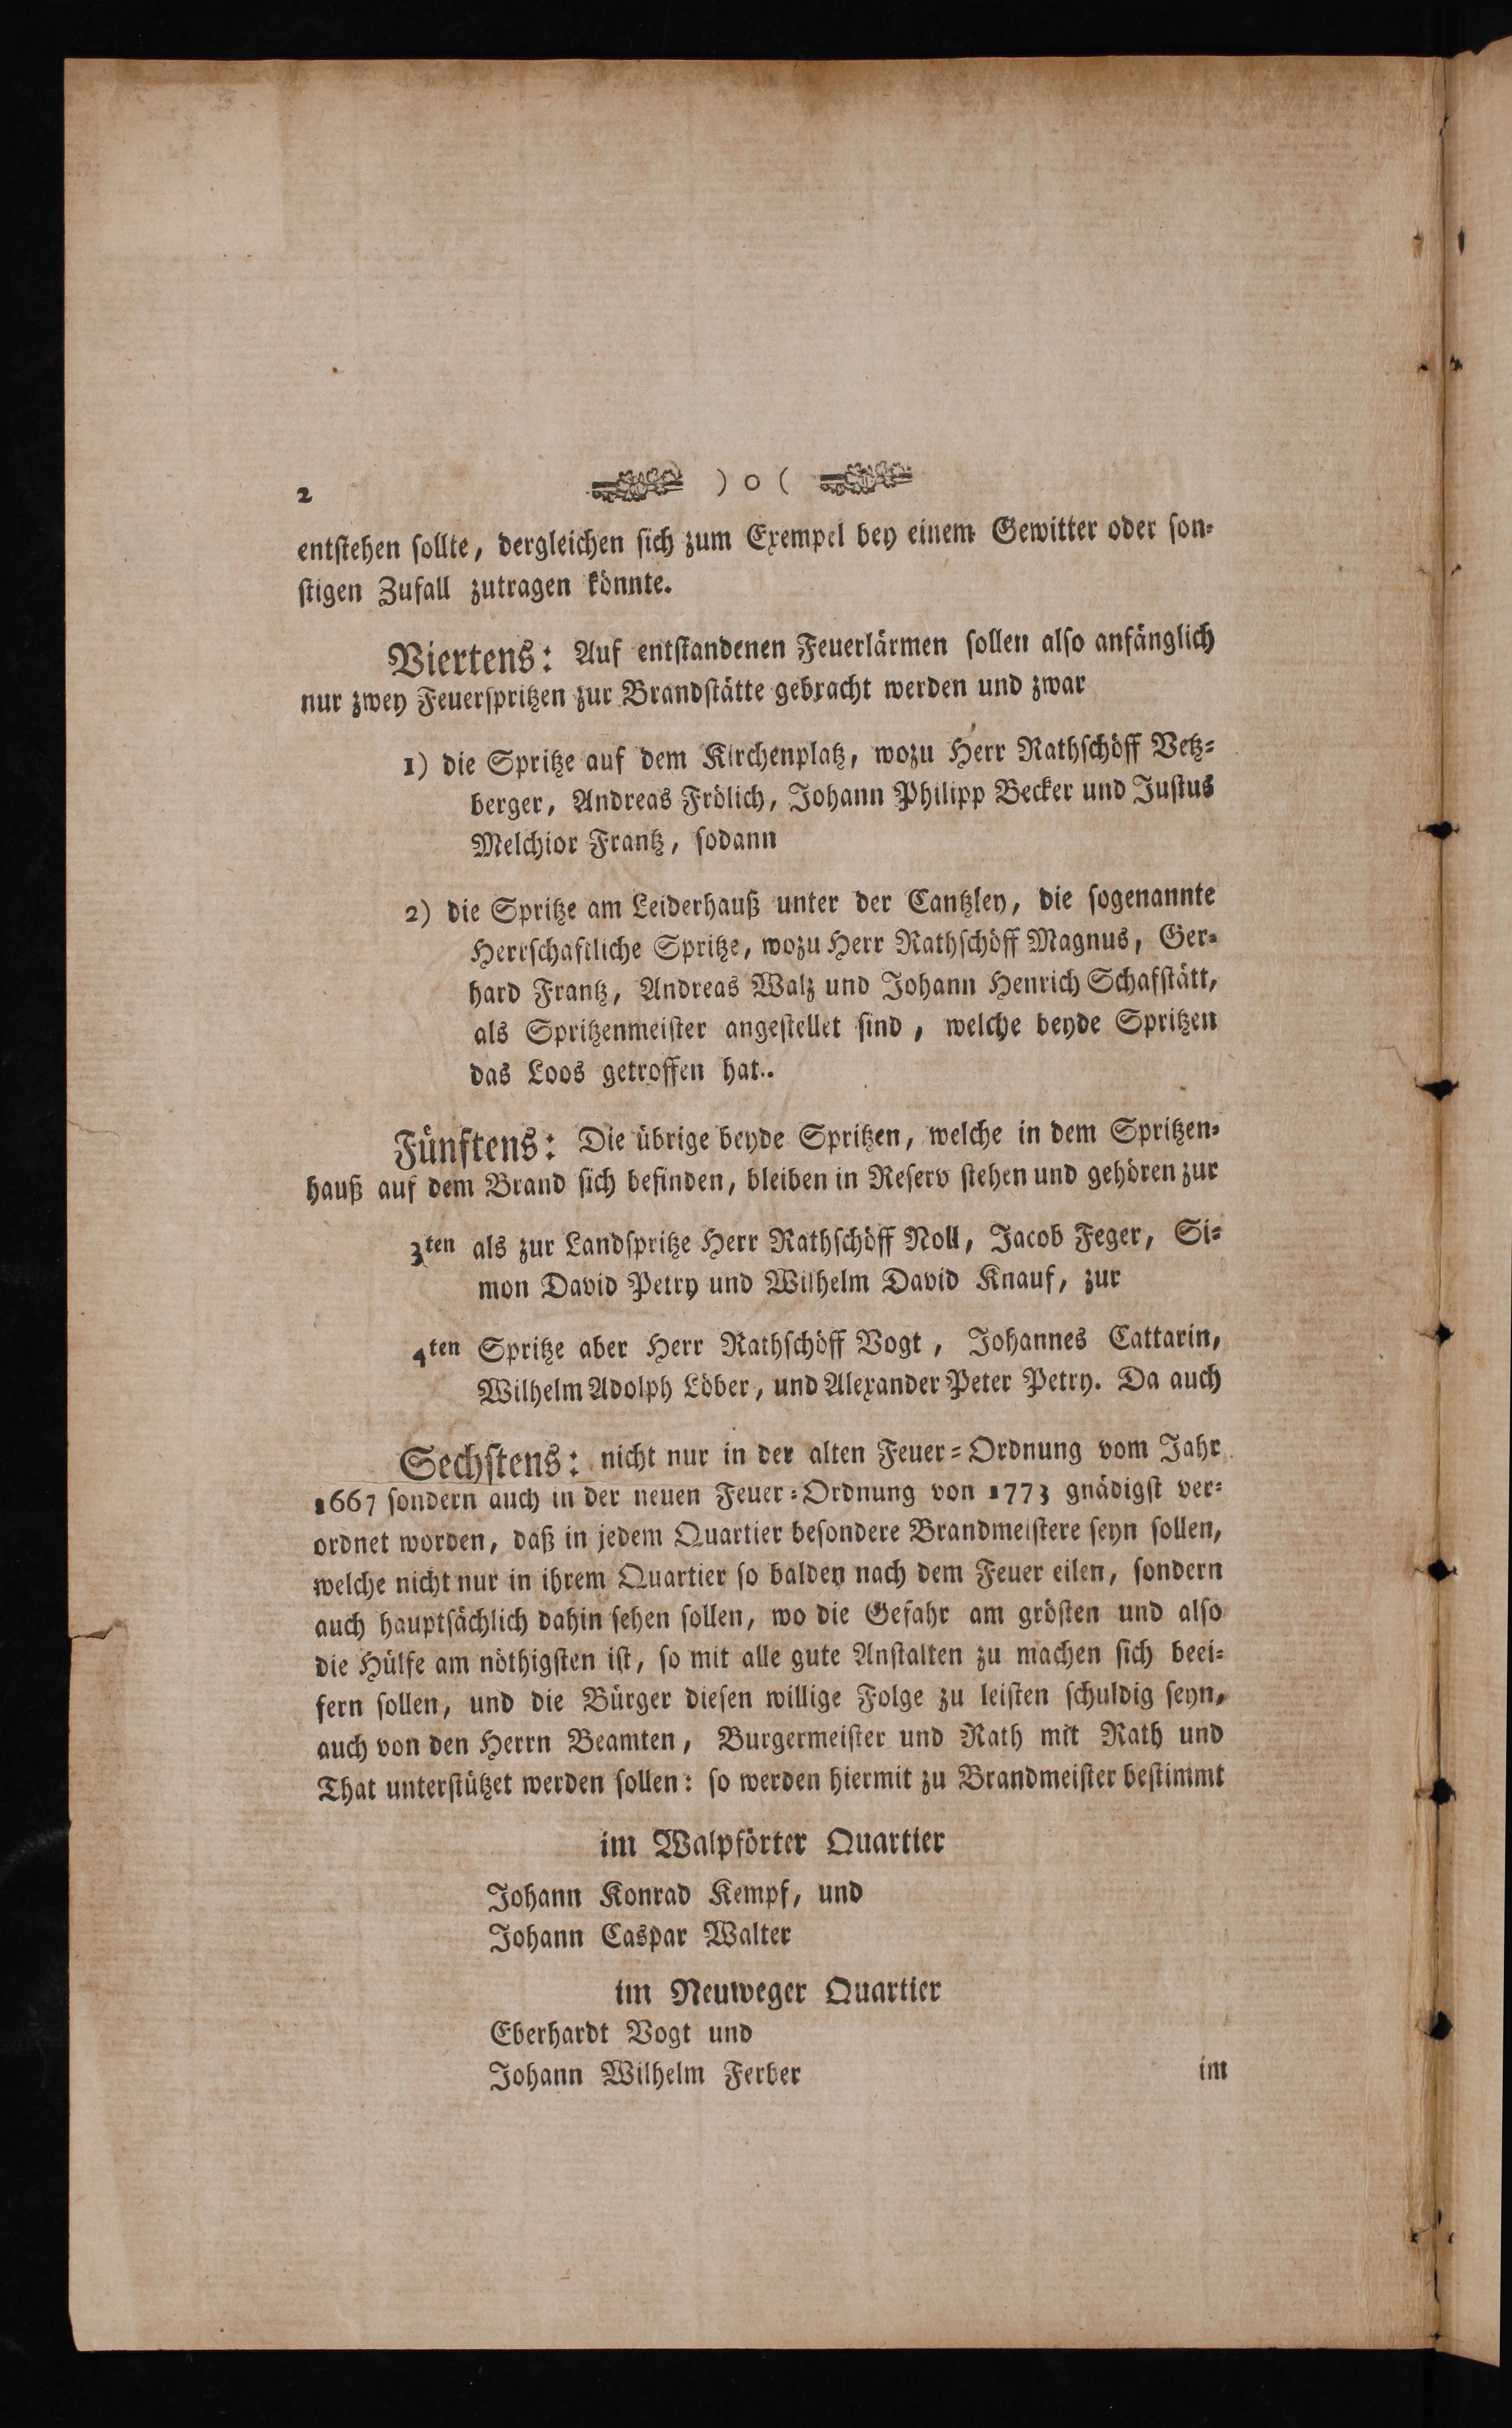 2 ) o (
entstehen sollte, dergleichen sich zum Exempel bey einem Gewitter oder son-
stigen Zufall zutragen könnte.
Viertens: Auf entstandenen Feuerlärmen sollen also anfänglich
nur zwey Feuerspritzen zur Brandstätte gebracht werden und zwar
1) die Spritze auf dem Kirchenplatz, wozu Herr Rathschöff Vetz-
berger, Andreas Frölich, Johann Philipp Becker und Justus
Melchior Frantz, sodann
2) die Spritze am Leiderhauß unter der Cantzley, die sogenannte
Herrschaftliche Spritze, wozu Herr Rathschöff Magnus, Ger-
hard Frantz, Andreas Walz und Johann Henrich Schafstätt,
als Spritzenmeister angestellet sind, welche beyde Spritzen
das Loos getroffen hat..
Fünftens: Die übrige beyde Spritzen, welche in dem Spritzen-
hauß auf dem Brand sich befinden, bleiben in Reserv stehen und gehören zur
3ten als zur Landspritze Herr Rathschöff Noll, Jacob Feger, Si-
mon David Petry und Wilhelm David Knauf, zur
4ten Spritze aber Herr Rathschöff Vogt, Johannes Cattarin,
Wilhelm Adolph Löber, und Alexander Peter Petry. Da auch
Sechstens: nicht nur in der alten Feuer-Ordnung vom Jahr
1667 sondern auch in der neuen Feuer-Ordnung von 1773 gnädigst ver-
ordnet worden, daß in jedem Quartier besondere Brandmeistere seyn sollen,
welche nicht nur in ihrem Quartier so balden nach dem Feuer eilen, sondern
auch hauptsächlich dahin sehen sollen, wo die Gefahr am grösten und also
die Hülfe am nöthigsten ist, so mit alle gute Anstalten zu machen sich beei-
fern sollen, und die Bürger diesen willige Folge zu leisten schuldig seyn,
auch von den Herrn Beamten, Burgermeister und Rath mit Rath und
That unterstützet werden sollen: so werden hiermit zu Brandmeister bestimmt
im Walpförter Quartier
Johann Konrad Kempf, und
Johann Caspar Walter
im Neuweger Quartier
Eberhardt Vogt und
Johann Wilhelm Ferber
im